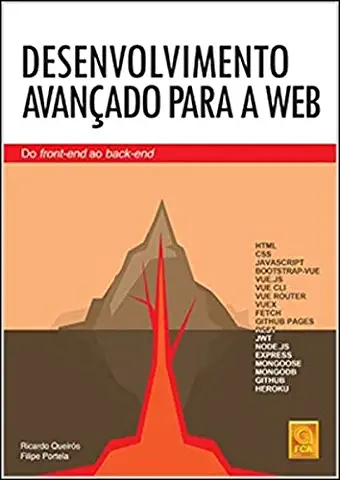 DESENVOLVIMENTO
AVANÇADO PARA A WEB
Do front-end ao back-end
HTML
CSS
JAVASCRIPT
BOOTSTRAP-VUE
VUE.JS
VUE CLI
VUE ROUTER
VUEX
FETCH
GITHUB PAGES
REST
JWT
NODE.JS
EXPRESS
MONGOOSE
MONGODB
GITHUB
HEROKU
Ricardo Queirós
Filipe Portela
FCA